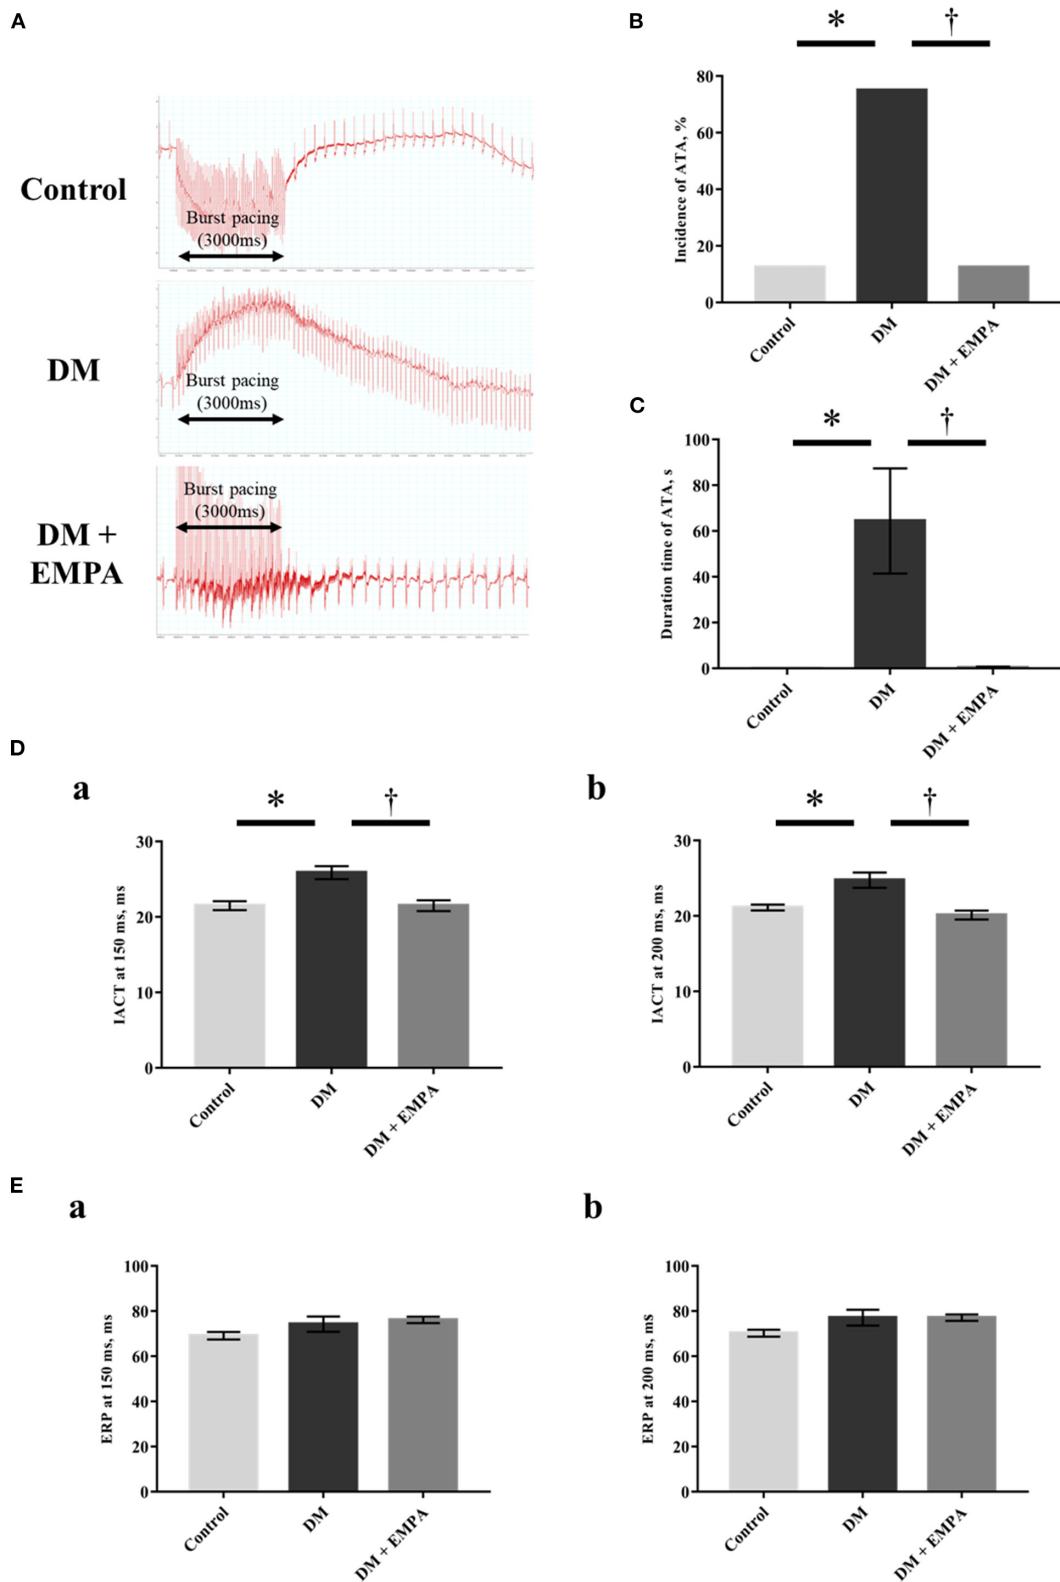 A
Control
Burst pacing
(3000ms)
DM
Burst pacing
(3000ms)
DM +
EMPA
Burst pacing
(3000ms)
B
*
†
Incidence of ATA, %
80
60
40
20
0
Control
DM
DM + EMPA
C
*
†
Duration time of ATA, s
100
80
60
40
20
0
Control
DM
DM + EMPA
D
a
*
†
IACT at 150 ms, ms
30
20
10
0
Control
DM
DM + EMPA
b
*
†
IACT at 200 ms, ms
30
20
10
0
Control
DM
DM + EMPA
E
a
ERP at 150 ms, ms
100
80
60
40
20
0
Control
DM
DM + EMPA
b
ERP at 200 ms, ms
100
80
60
40
20
0
Control
DM
DM + EMPA